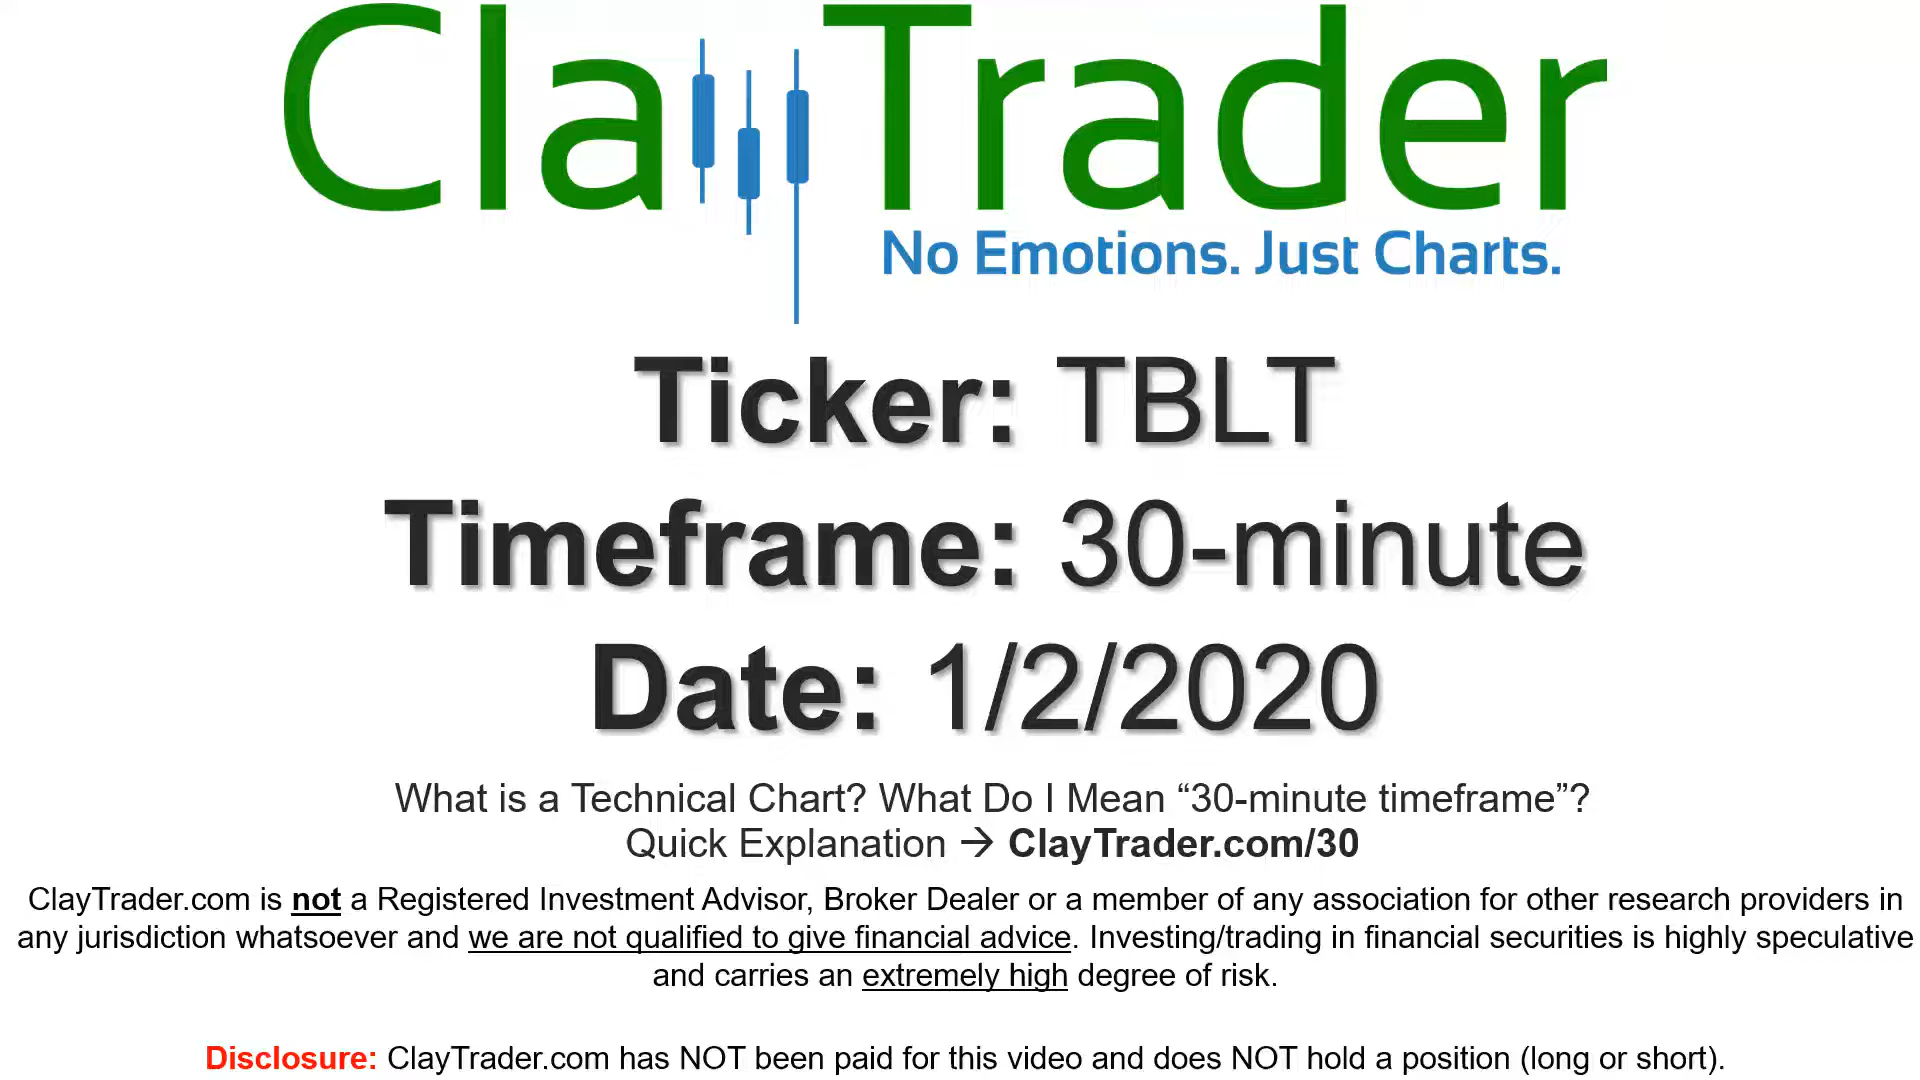 ClayTrader
No Emotions. Just Charts.
Ticker: TBLT
Timeframe: 30-minute
Date: 1/2/2020
What is a Technical Chart? What Do I Mean “30-minute timeframe”?
Quick Explanation → ClayTrader.com/30
ClayTrader.com is not a Registered Investment Advisor, Broker Dealer or a member of any association for other research providers in
any jurisdiction whatsoever and we are not qualified to give financial advice. Investing/trading in financial securities is highly speculative
and carries an extremely high degree of risk.
Disclosure: ClayTrader.com has NOT been paid for this video and does NOT hold a position (long or short).